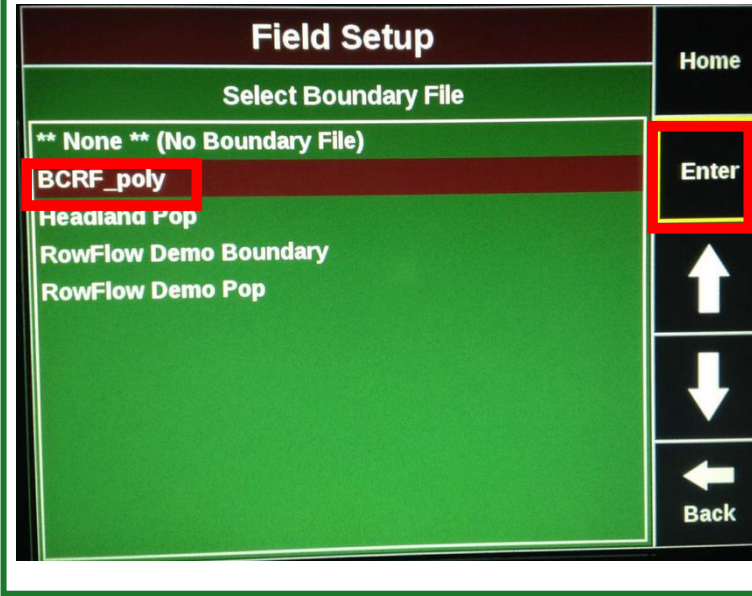 Field Setup
Select Boundary File
** None ** (No Boundary File)
BCRF_poly
Headland Pop
RowFlow Demo Boundary
RowFlow Demo Pop
Home
Enter
Back